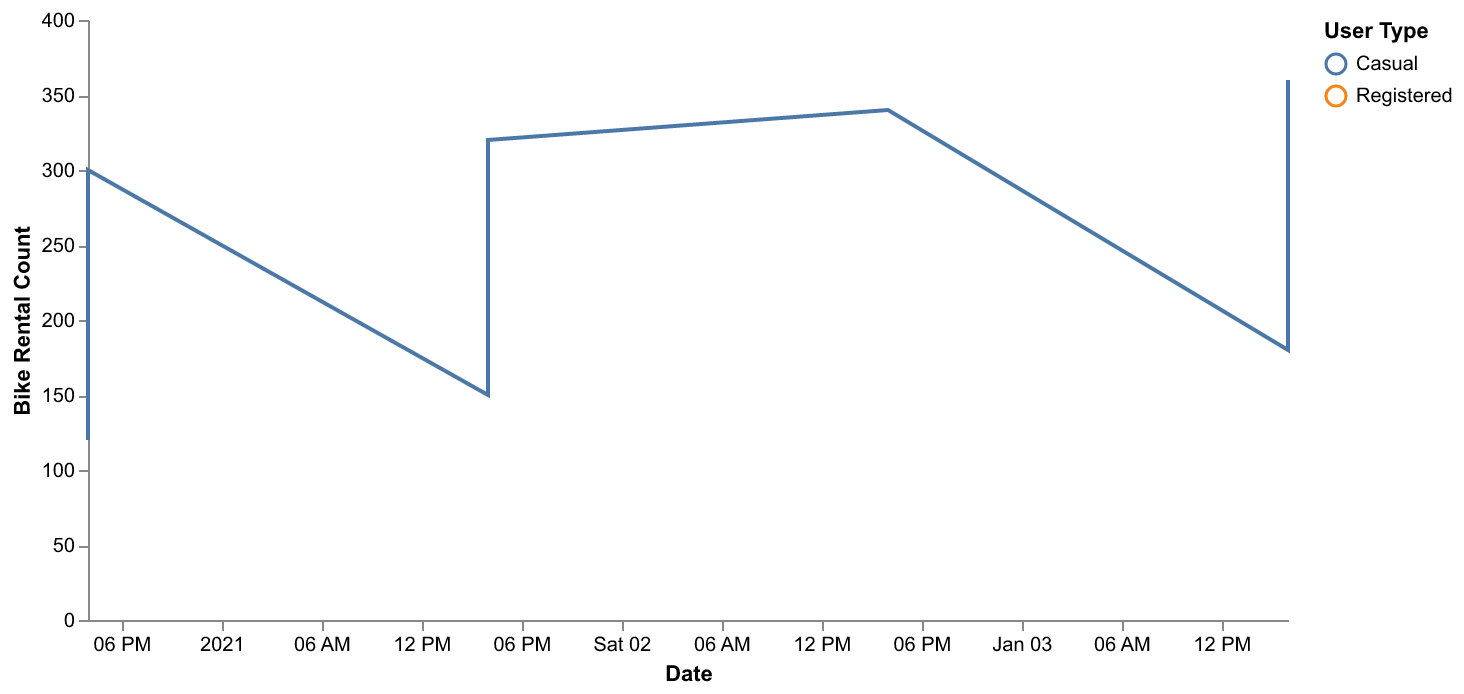 400
350
300
250
200
150
100
50
0
Bike Rental Count
06 PM 2021 06 AM 12 PM 06 PM Sat 02 06 AM 12 PM 06 PM Jan 03 06 AM 12 PM
Date
User Type
Casual
Registered